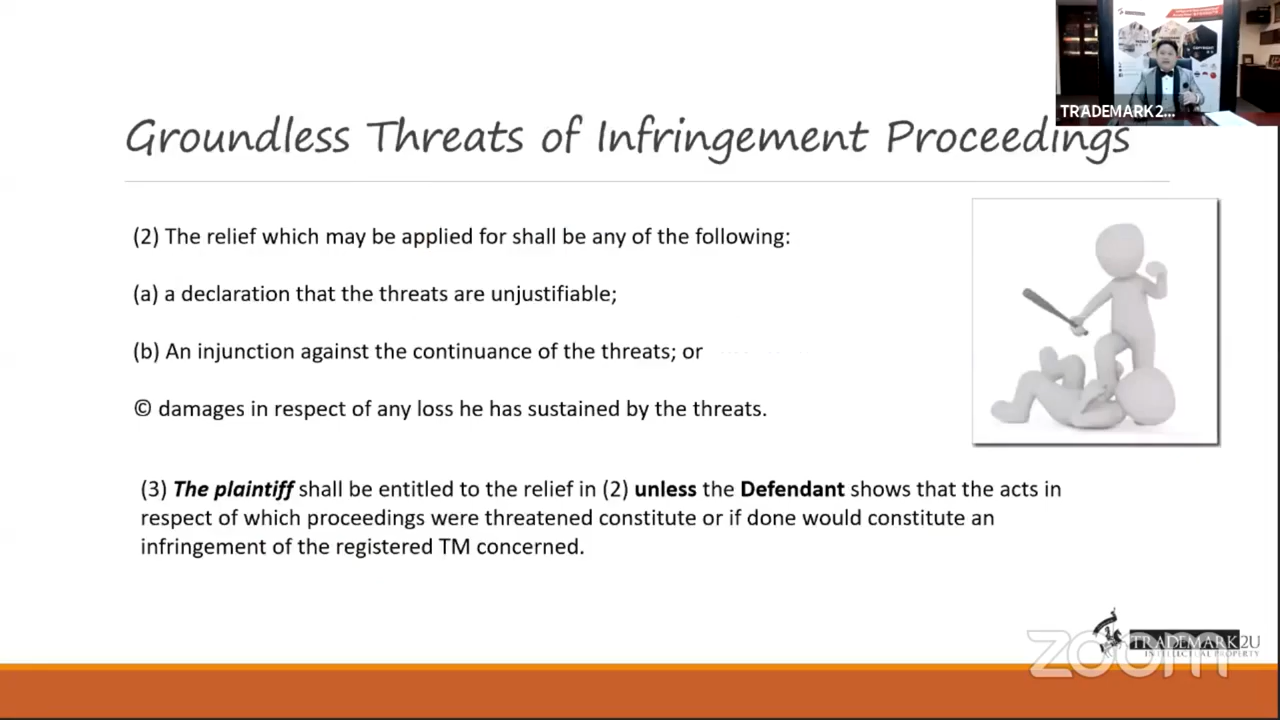 TRADEMARK2...
Groundless Threats of Infringement Proceedings
(2) The relief which may be applied for shall be any of the following:
(a) a declaration that the threats are unjustifiable;
(b) An injunction against the continuance of the threats; or
© damages in respect of any loss he has sustained by the threats.
(3) The plaintiff shall be entitled to the relief in (2) unless the Defendant shows that the acts in
respect of which proceedings were threatened constitute or if done would constitute an
infringement of the registered TM concerned.
TRADEMARK2U
INTELLECTUAL PROPERTY
zoom